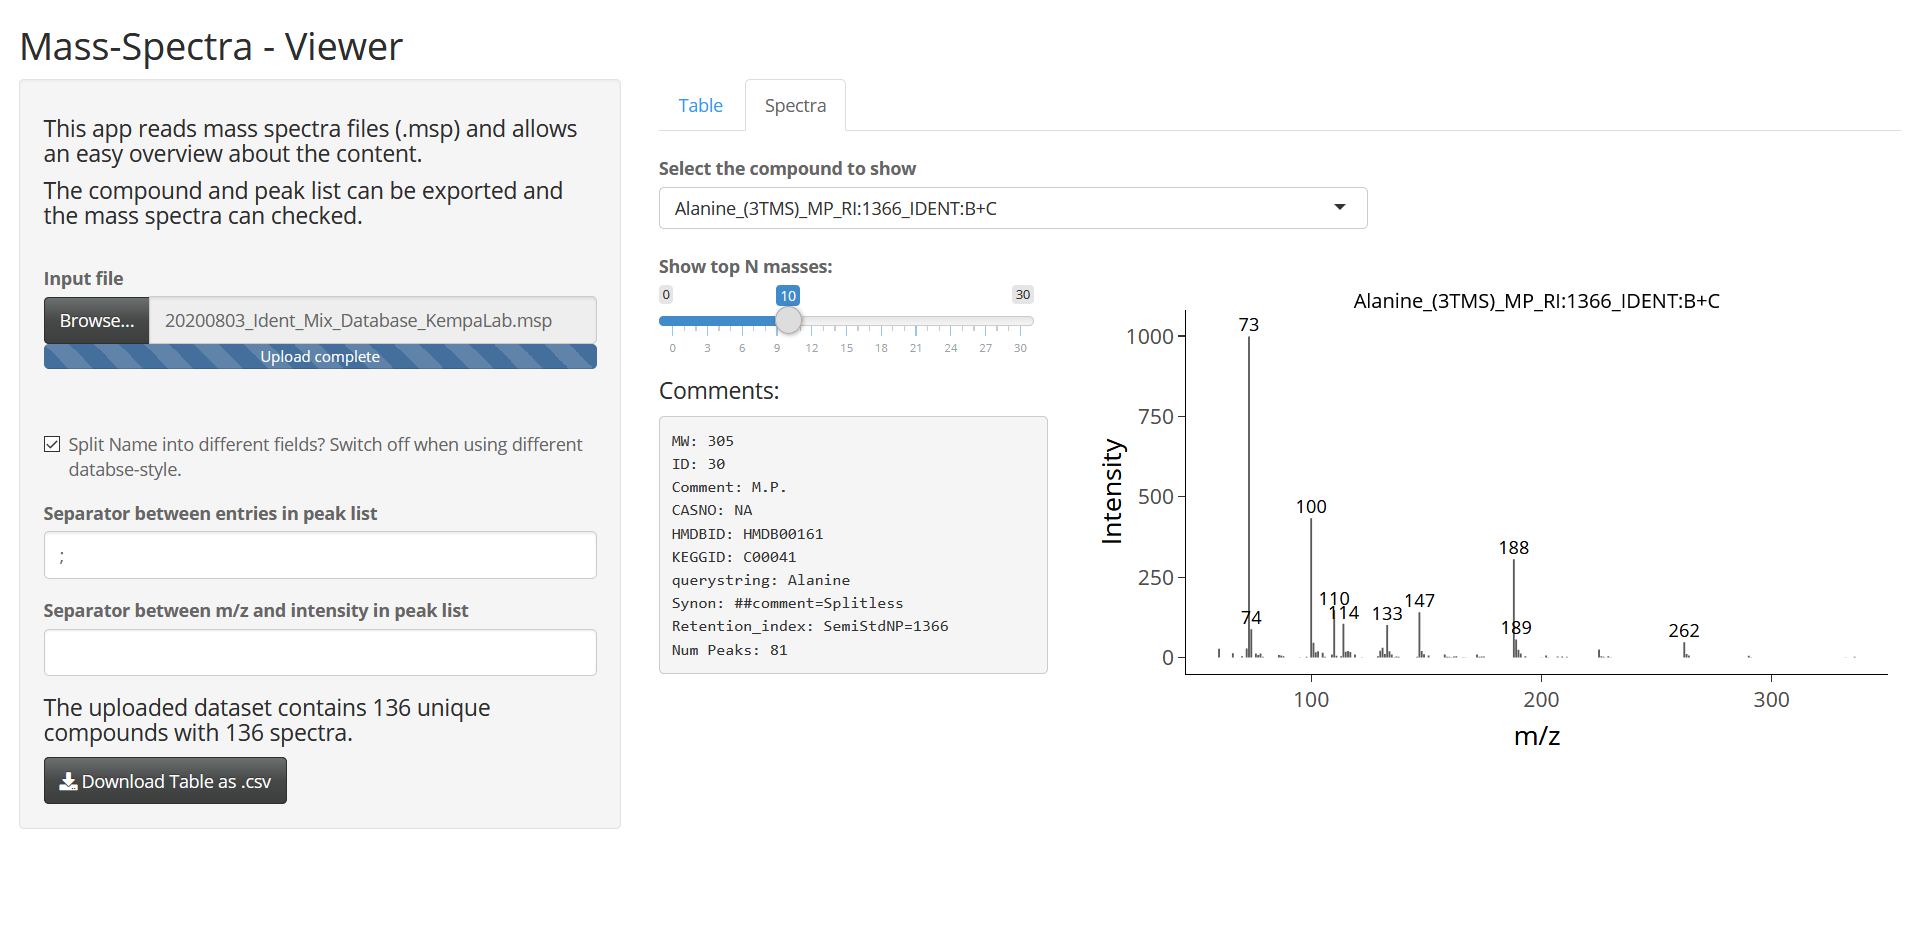 Mass-Spectra - Viewer
This app reads mass spectra files (.msp) and allows
an easy overview about the content.
The compound and peak list can be exported and
the mass spectra can checked.
Input file
Browse... 20200803_Ident_Mix_Database_KempaLab.msp
Upload complete
Split Name into different fields? Switch off when using different
databse-style.
Separator between entries in peak list
;
Separator between m/z and intensity in peak list
The uploaded dataset contains 136 unique
compounds with 136 spectra.
Download Table as .csv
Table Spectra
Select the compound to show
Alanine_(3TMS)_MP_RI:1366_IDENT:B+C
Show top N masses:
0 10 30
0 3 6 9 12 15 18 21 24 27 30
Comments:
MW: 305
ID: 30
Comment: M.P.
CASNO: NA
HMDBID: HMDB00161
KEGGID: C00041
querystring: Alanine
Synon: ##comment=Splitless
Retention_index: SemiStdNP=1366
Num Peaks: 81
Alanine_(3TMS)_MP_RI:1366_IDENT:B+C
73
1000
750
100
500
Intensity
188
250
110
147
114
133
74
189
262
0
100 200 300
m/z